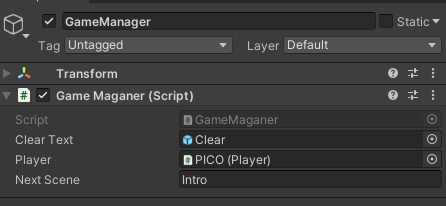 GameManager
Static
Tag Untagged Layer Default
Transform
# Game Maganer (Script)
Script # GameMaganer
Clear Text Clear
Player # PICO (Player)
Next Scene Intro